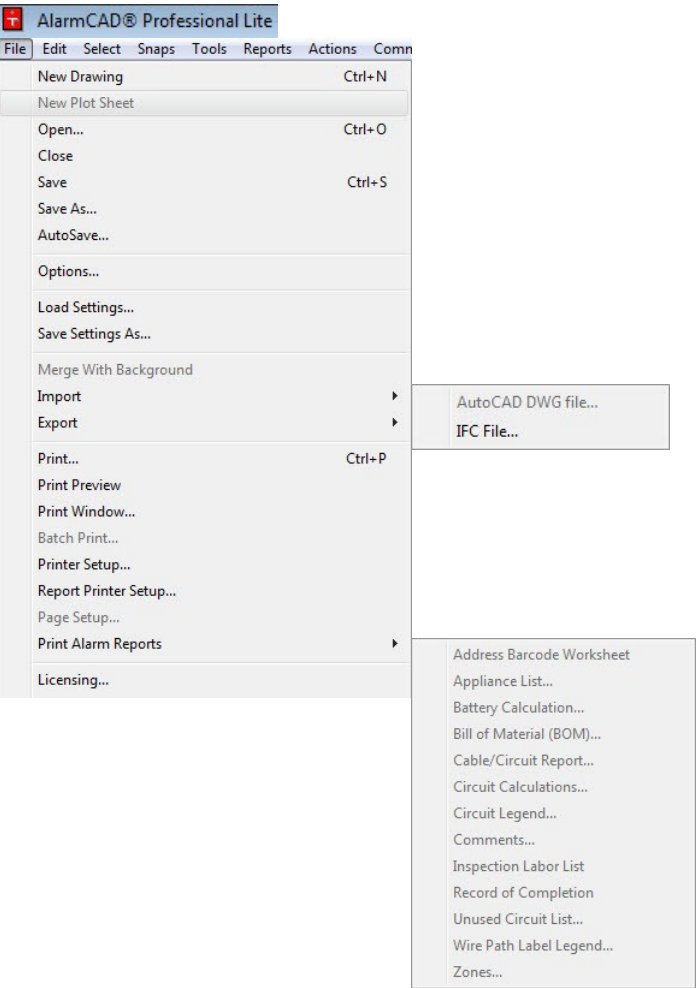 AlarmCAD® Professional Lite
File Edit Select Snaps Tools Reports Actions Comm
New Drawing Ctrl+N
New Plot Sheet
Open... Ctrl+O
Close
Save Ctrl+S
Save As...
AutoSave...
Options...
Load Settings...
Save Settings As...
Merge With Background
Import
Export
AutoCAD DWG file...
IFC File...
Print... Ctrl+P
Print Preview
Print Window...
Batch Print...
Printer Setup...
Report Printer Setup...
Page Setup...
Print Alarm Reports
Licensing...
Address Barcode Worksheet
Appliance List...
Battery Calculation...
Bill of Material (BOM)...
Cable/Circuit Report...
Circuit Calculations...
Circuit Legend...
Comments...
Inspection Labor List
Record of Completion
Unused Circuit List...
Wire Path Label Legend...
Zones...